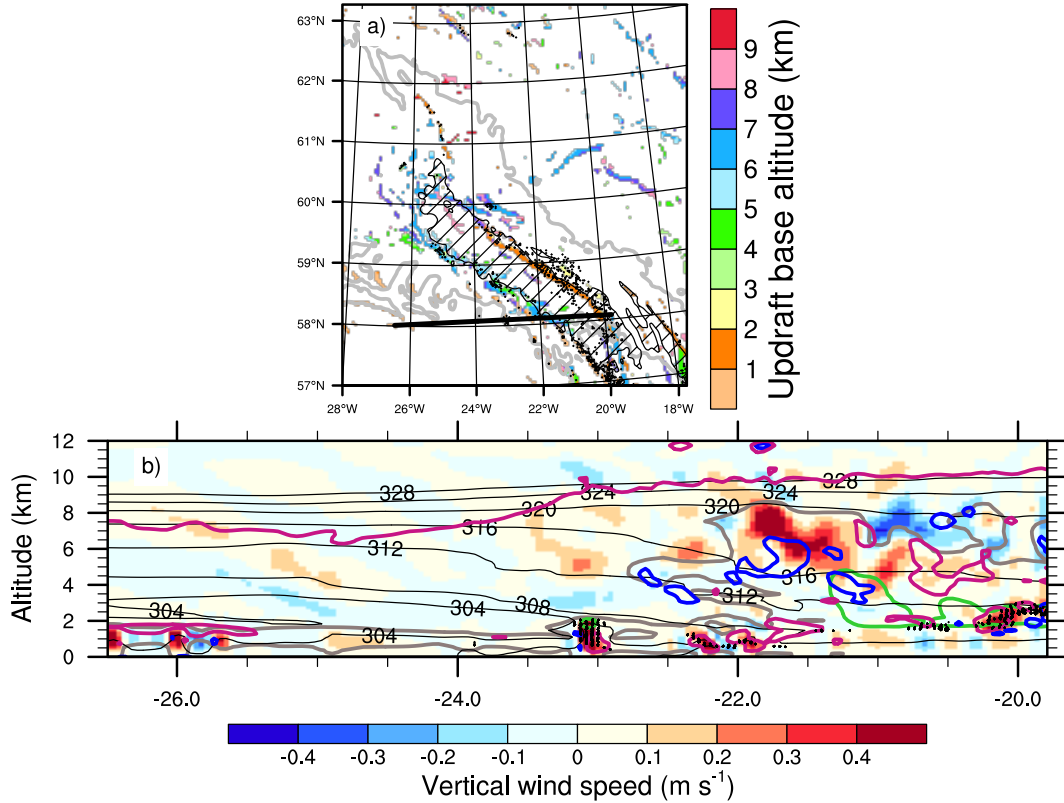 a)
63°N
62°N
61°N
60°N
59°N
58°N
57°N
28°W 26°W 24°W 22°W 20°W 18°W
9
8
7
6
5
4
3
2
1
Updraft base altitude (km)
b)
12
10
8
6
4
2
0
Altitude (km)
328 324 324 328
320 320
316
312 316
304 308 312
304
-26.0 -24.0 -22.0 -20.0
-0.4 -0.2 -0.1 0 0.1 0.2 0.3 0.4
Vertical wind speed (m s⁻¹)